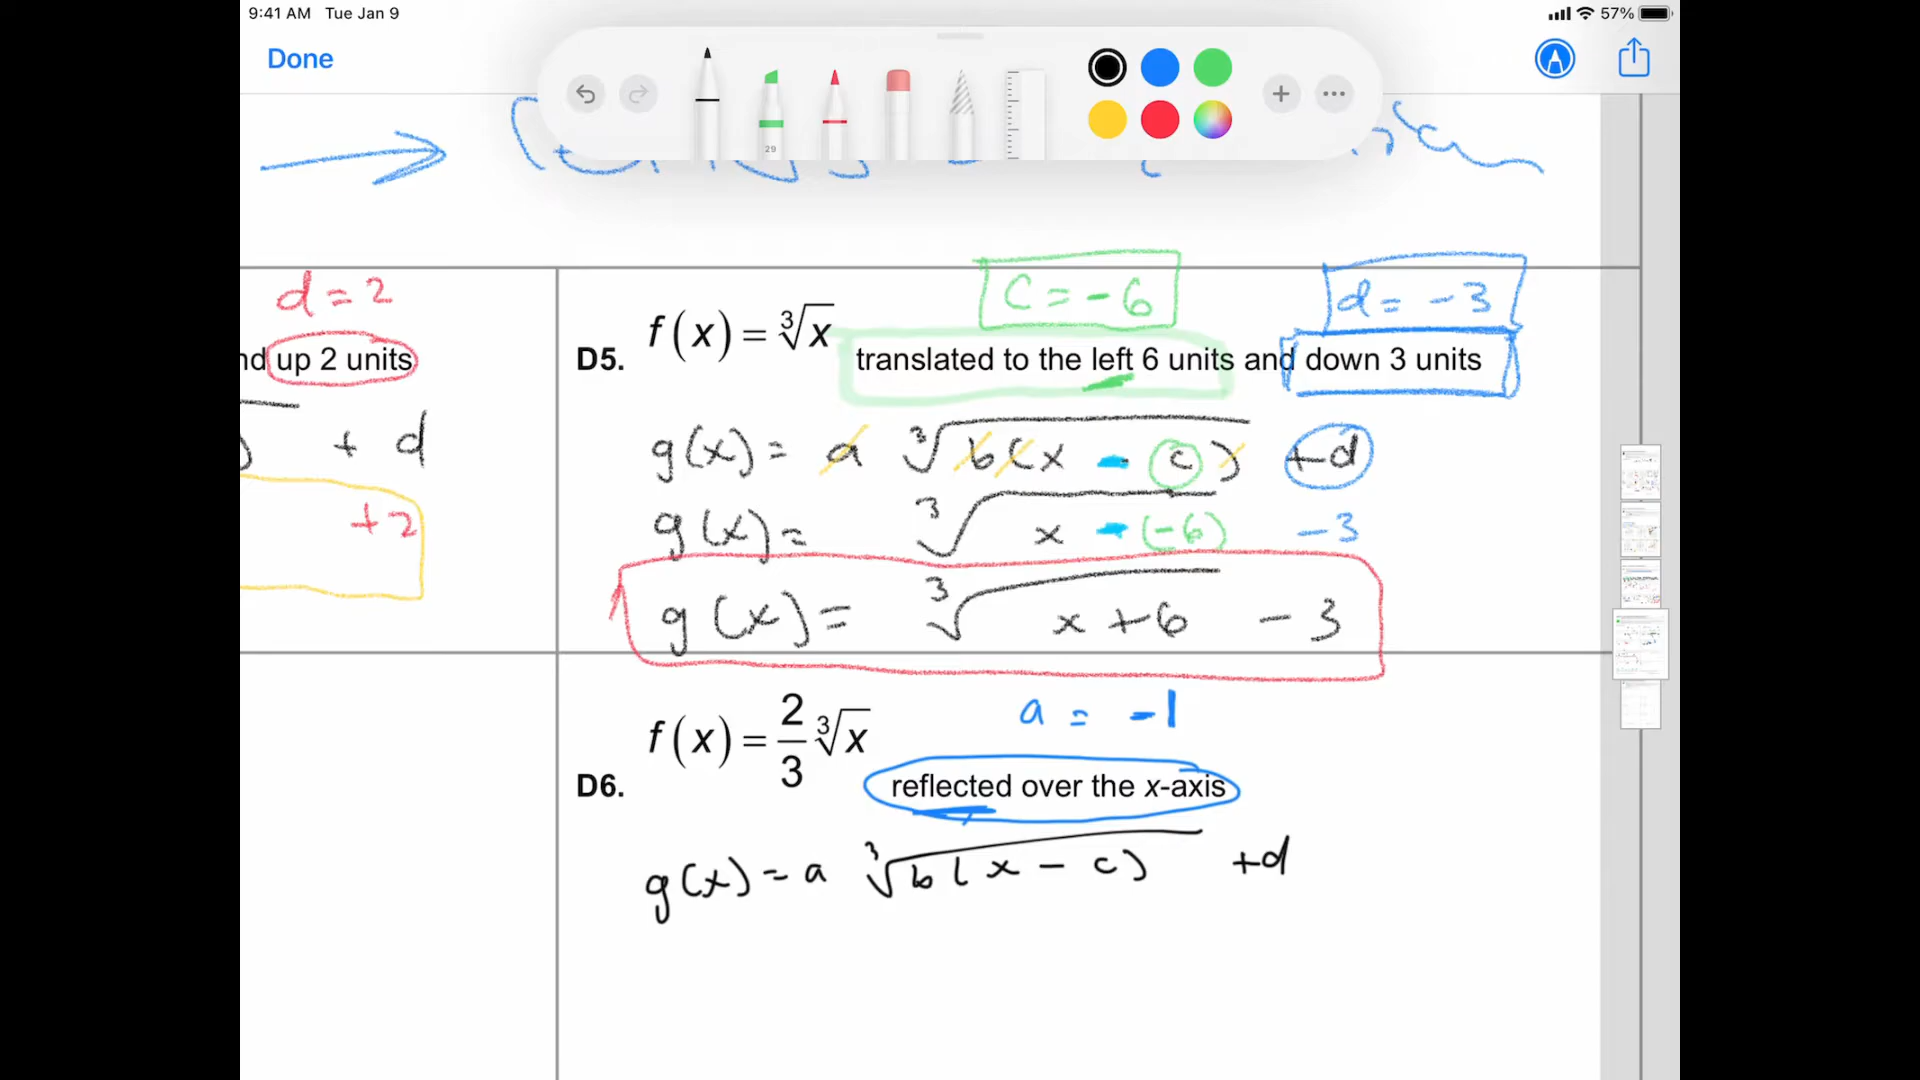 9:41 AM Tue Jan 9
57%
Done
29
d = 2
nd up 2 units
+ d
+2
C = -6
d = -3
f(x) = ∛x
D5. translated to the left 6 units and down 3 units
g(x) = a ∛b(x - c) +d
g(x) = ∛x - (-6) -3
g(x) = ∛x+6 - 3
f(x) = 2/3 ∛x
a = -1
D6. reflected over the x-axis
g(x) = a ∛b(x - c) +d